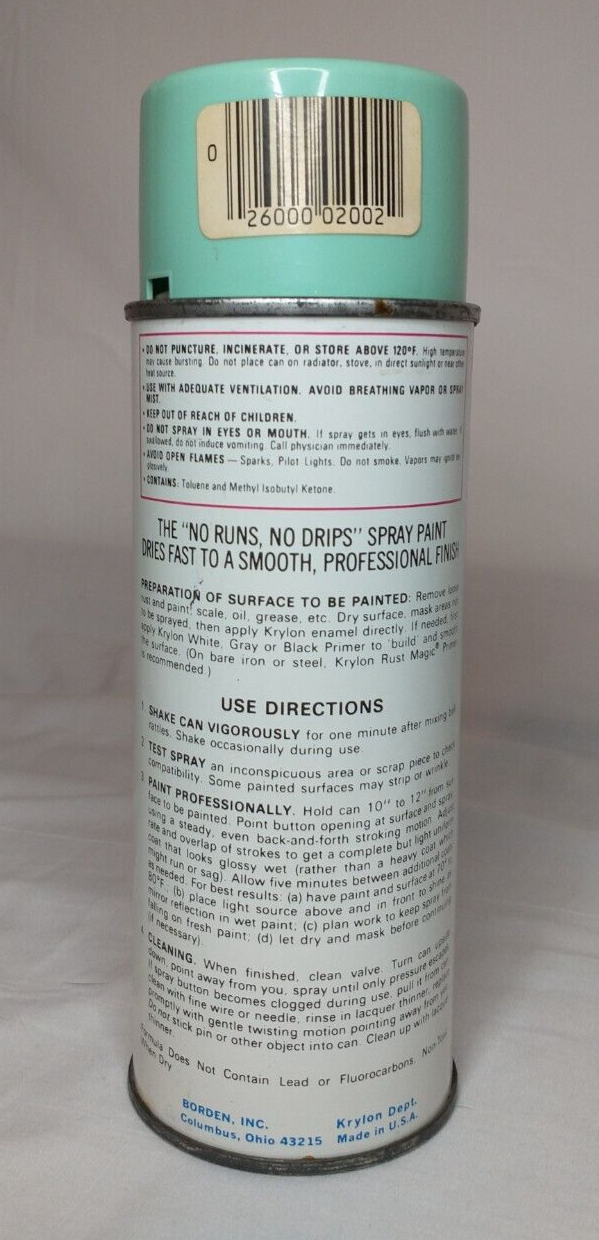 0
26000 02002
• DO NOT PUNCTURE, INCINERATE, OR STORE ABOVE 120°F. High temperature
may cause bursting. Do not place can on radiator, stove, in direct sunlight or near other
heat source.
• USE WITH ADEQUATE VENTILATION. AVOID BREATHING VAPOR OR SPRAY
MIST.
• KEEP OUT OF REACH OF CHILDREN.
• DO NOT SPRAY IN EYES OR MOUTH. If spray gets in eyes, flush with water. If
swallowed, do not induce vomiting. Call physician immediately.
• AVOID OPEN FLAMES — Sparks, Pilot Lights. Do not smoke. Vapors may ignite
plosively.
• CONTAINS: Toluene and Methyl Isobutyl Ketone.
THE "NO RUNS, NO DRIPS" SPRAY PAINT
DRIES FAST TO A SMOOTH, PROFESSIONAL FINISH
PREPARATION OF SURFACE TO BE PAINTED: Remove loose
rust and paint, scale, oil, grease, etc. Dry surface, mask areas not
to be sprayed, then apply Krylon enamel directly. If needed, first
apply Krylon White, Gray or Black Primer to 'build' and smooth
the surface. (On bare iron or steel, Krylon Rust Magic® Primer
is recommended.)
USE DIRECTIONS
1. SHAKE CAN VIGOROUSLY for one minute after mixing ball
rattles. Shake occasionally during use.
2. TEST SPRAY an inconspicuous area or scrap piece to check
compatibility. Some painted surfaces may strip or wrinkle.
3. PAINT PROFESSIONALLY. Hold can 10" to 12" from sur-
face to be painted. Point button opening at surface and spray
using a steady, even back-and-forth stroking motion. Adjust
rate and overlap of strokes to get a complete but light uniform
coat that looks glossy wet (rather than a heavy coat which
might run or sag). Allow five minutes between additional coats
as needed. For best results: (a) have paint and surface at 70° to
80°F.; (b) place light source above and in front to shine as
mirror reflection in wet paint; (c) plan work to keep spray from
falling on fresh paint; (d) let dry and mask before continuing
(if necessary).
4. CLEANING. When finished, clean valve. Turn can upside
down, point away from you, spray until only pressure escapes.
If spray button becomes clogged during use, pull it from can,
clean with fine wire or needle, rinse in lacquer thinner, replace
promptly with gentle twisting motion pointing away from you.
Do not stick pin or other object into can. Clean up with lacquer
thinner.
Formula Does Not Contain Lead or Fluorocarbons. Non-Toxic
When Dry
BORDEN, INC. Krylon Dept.
Columbus, Ohio 43215 Made in U.S.A.